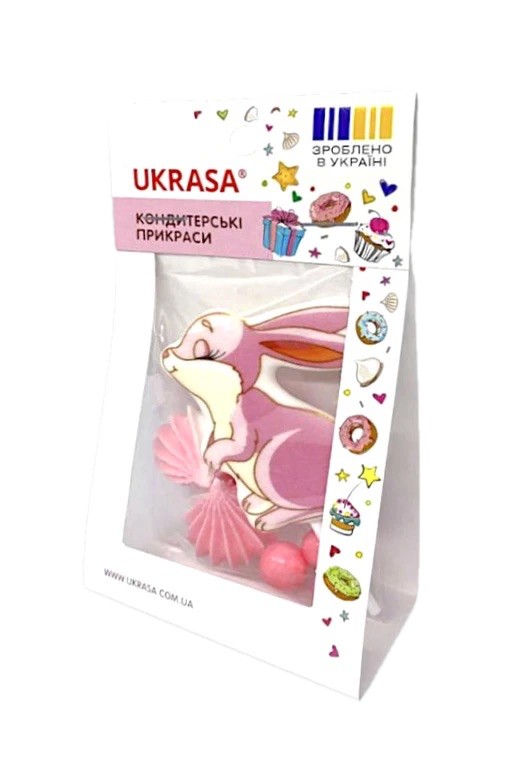 ЗРОБЛЕНО
В УКРАЇНІ
UKRASA®
КОНДИТЕРСЬКІ
ПРИКРАСИ
WWW.UKRASA.COM.UA